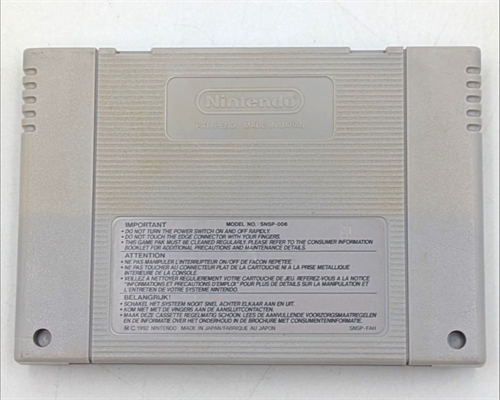 Nintendo
MADE IN JAPAN
IMPORTANT MODEL NO.: SNSP-006
• DO NOT TURN THE POWER SWITCH ON AND OFF RAPIDLY.
• DO NOT TOUCH THE EDGE CONNECTOR WITH YOUR FINGERS.
• THIS GAME PAK MUST BE CLEANED REGULARLY. PLEASE REFER TO THE CONSUMER INFORMATION
BOOKLET FOR ADDITIONAL PRECAUTIONS AND MAINTENANCE DETAILS.
ATTENTION
• NE PAS MANIPULER L'INTERRUPTEUR ON/OFF DE FACON REPETEE.
• NE PAS TOUCHER AU CONNECTEUR PLAT DE LA CARTOUCHE NI A LA PRISE METALLIQUE
INTERIEURE DE LA CONSOLE.
• VEUILLEZ A NETTOYER REGULIEREMENT VOTRE CARTOUCHE DE JEU. REFEREZ VOUS A LA NOTICE
"INFORMATIONS ET PRECAUTIONS D'EMPLOI" POUR PLUS DE DETAILS SUR LA MANIPULATION ET
L'ENTRETIEN DE VOTRE SYSTEME NINTENDO.
BELANGRIJK!
• SCHAKEL HET SYSTEEM NOOIT SNEL ACHTER ELKAAR AAN EN UIT.
• KOM NIET MET DE VINGERS AAN DE AANSLUITCONTACTEN.
• MAAK DEZE CASSETTE REGELMATIG SCHOON. LEES DE AANVULLENDE VOORZORGSMAATREGELEN
EN DE INFORMATIE OVER HET ONDERHOUD IN DE BROCHURE MET CONSUMENTENINFORMATIE.
M © 1992 NINTENDO MADE IN JAPAN/FABRIQUE AU JAPON SNSP-FAH